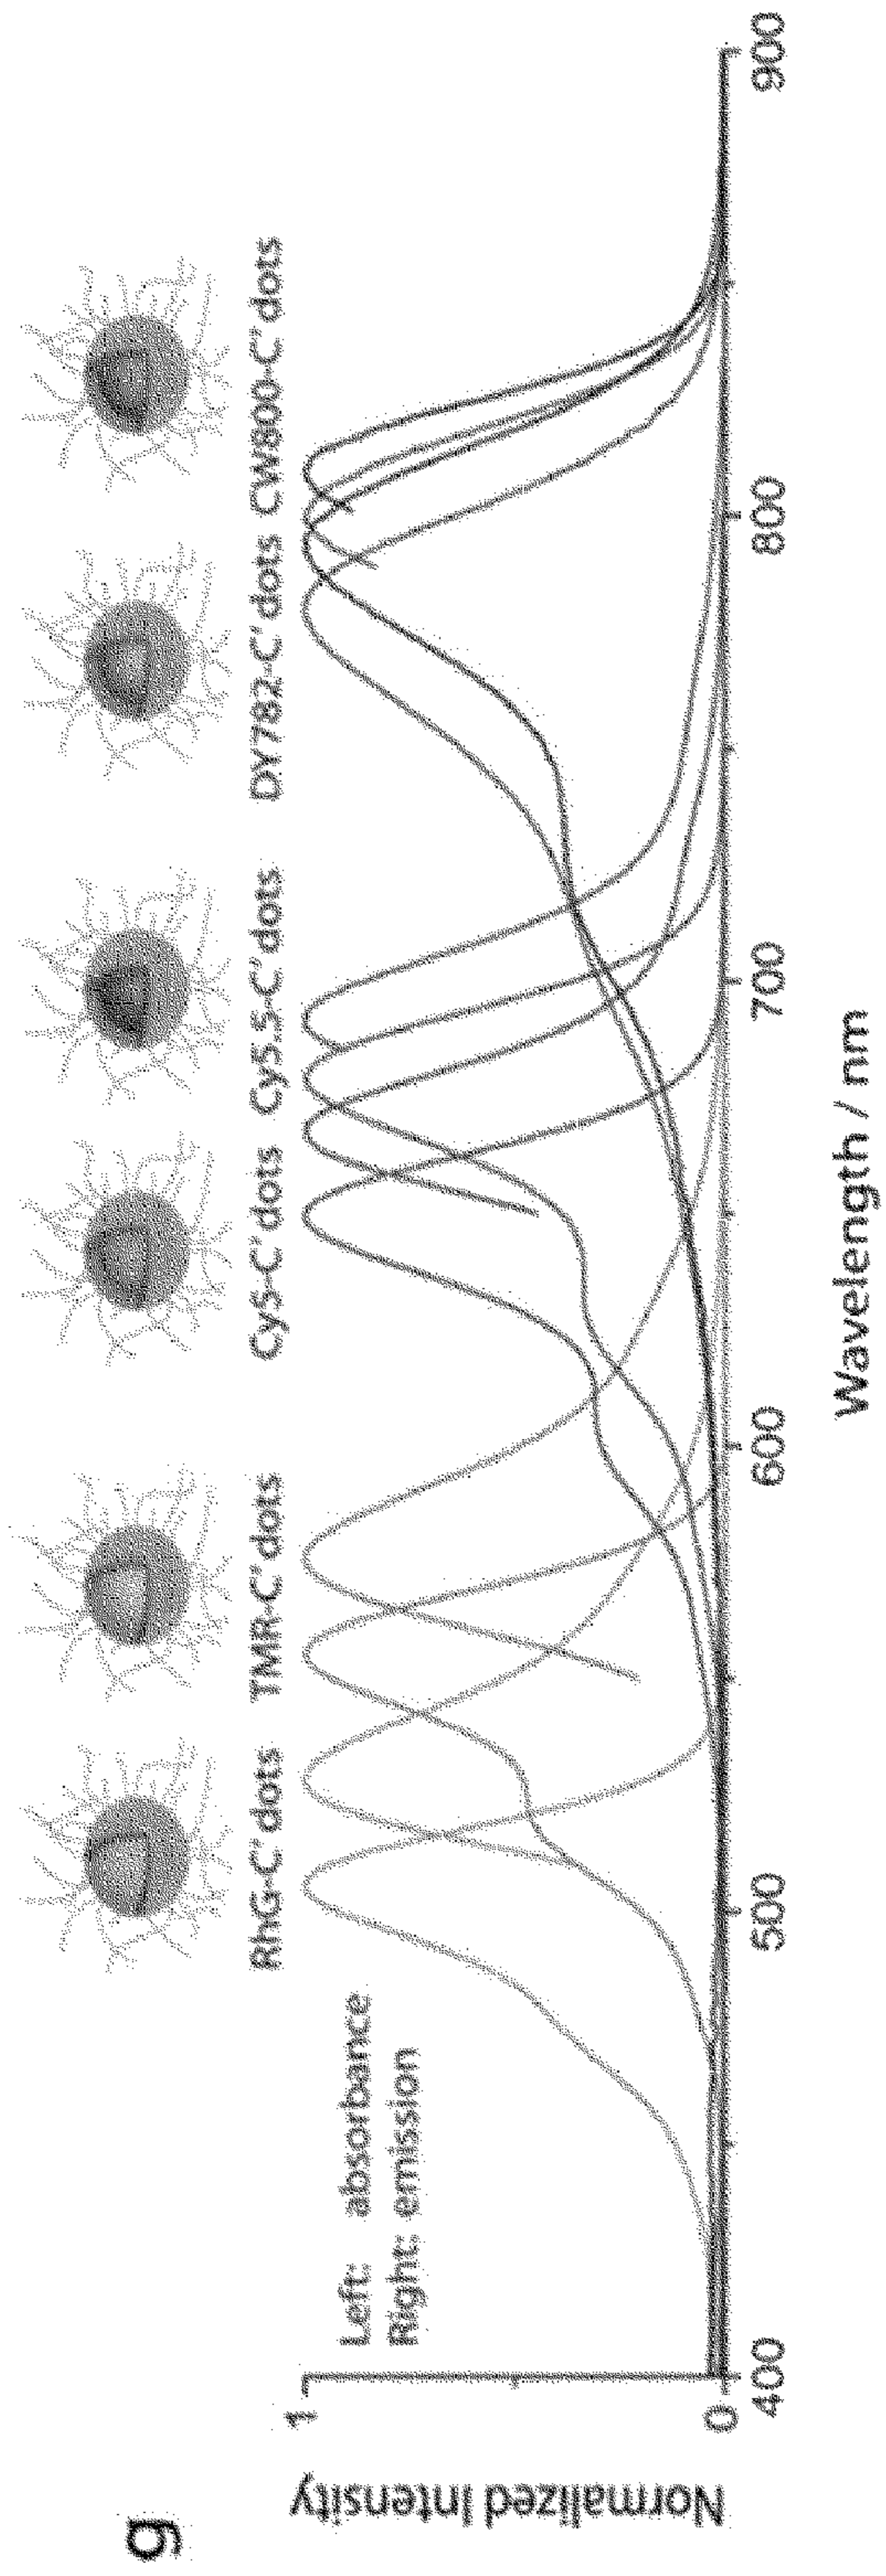 g
RhG-C' dots TMR-C' dots Cy5-C' dots Cy5.5-C' dots DY782-C' dots CW800-C' dots
Normalized Intensity
1
0
Left: absorbance
Right: emission
400 500 600 700 800 900
Wavelength / nm